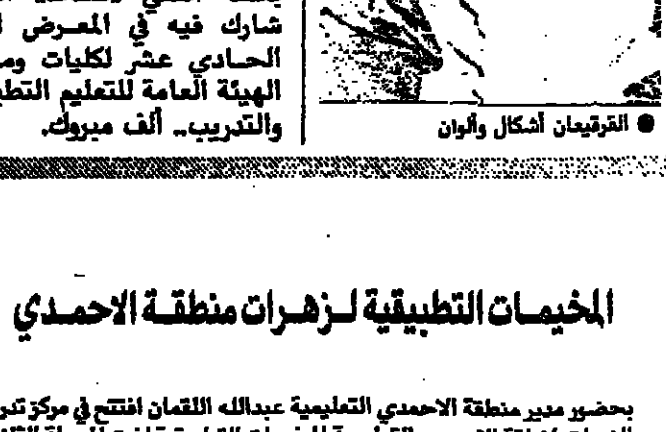 شارك فيه في المعرض
الحادي عشر لكليات
الهيئة العامة للتعليم
والتدريب.. ألف مبروك.
● القرقيعان أشكال وألوان
المخيمات التطبيقية لزهرات منطقة الاحمدي
بحضور مدير منطقة الاحمدي التعليمية عبدالله اللقمان افتتح في مركز